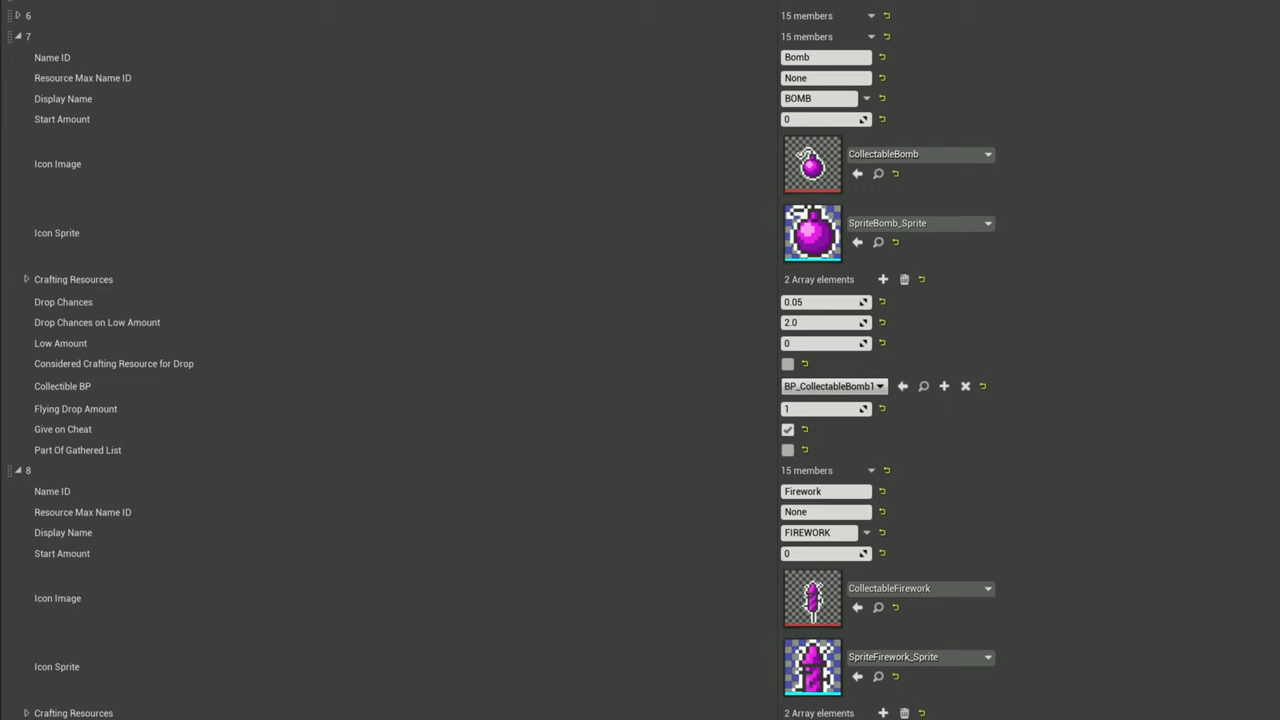 6 15 members
7 15 members
Name ID Bomb
Resource Max Name ID None
Display Name BOMB
Start Amount 0
Icon Image CollectableBomb
Icon Sprite SpriteBomb_Sprite
Crafting Resources 2 Array elements
Drop Chances 0.05
Drop Chances on Low Amount 2.0
Low Amount 0
Considered Crafting Resource for Drop
Collectible BP BP_CollectableBomb1
Flying Drop Amount 1
Give on Cheat
Part Of Gathered List
8 15 members
Name ID Firework
Resource Max Name ID None
Display Name FIREWORK
Start Amount 0
Icon Image CollectableFirework
Icon Sprite SpriteFirework_Sprite
Crafting Resources 2 Array elements